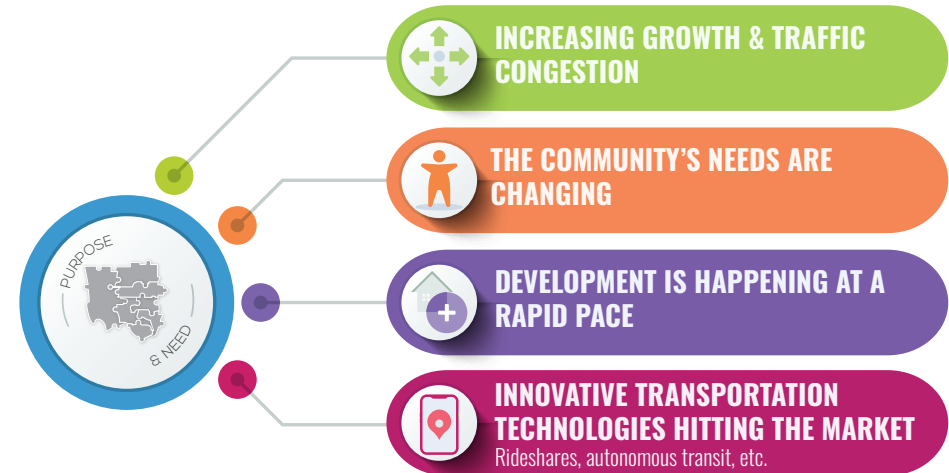 INCREASING GROWTH & TRAFFIC
CONGESTION
THE COMMUNITY'S NEEDS ARE
CHANGING
PURPOSE
& NEED
DEVELOPMENT IS HAPPENING AT A
RAPID PACE
INNOVATIVE TRANSPORTATION
TECHNOLOGIES HITTING THE MARKET
Rideshares, autonomous transit, etc.